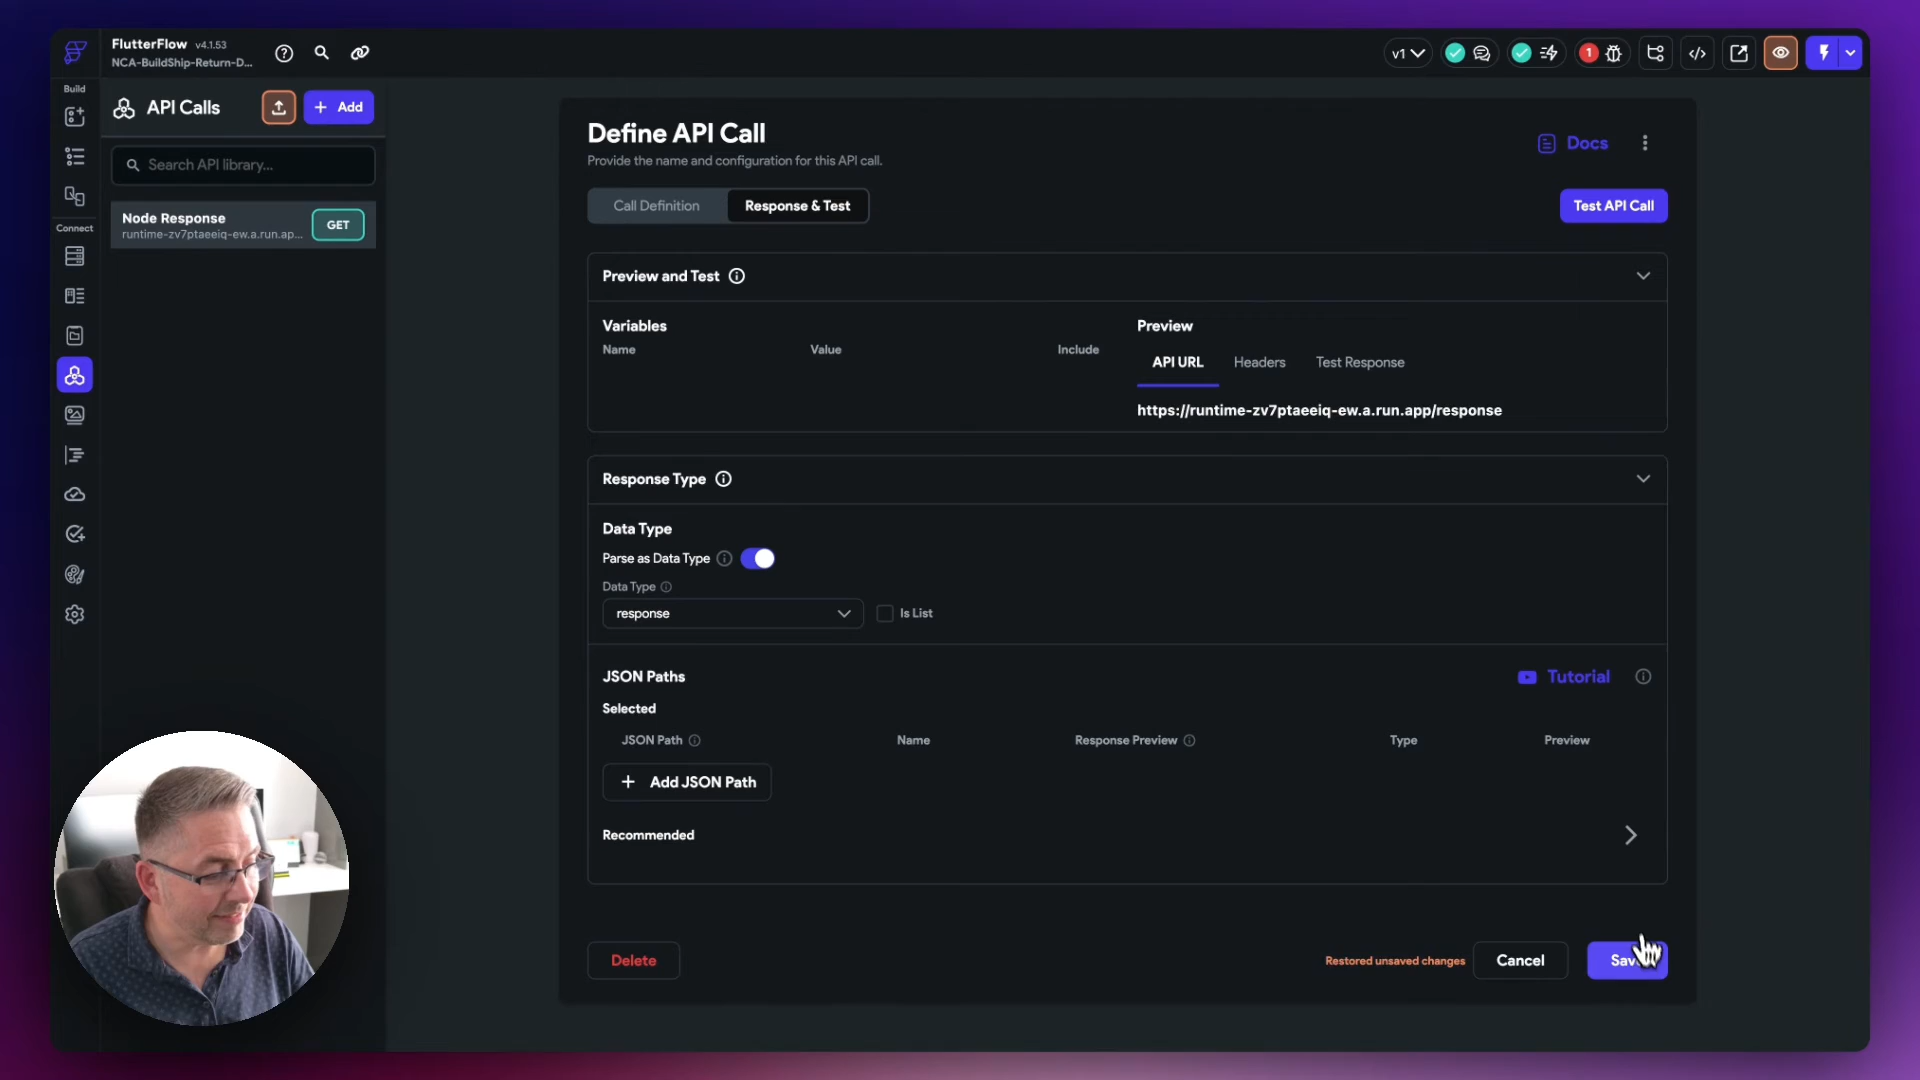 FlutterFlow v4.1.53
NCA-BuildShip-Return-D...
v1
1
Build
API Calls
Add
Search API library...
Node Response
runtime-zv7ptaeeiq-ew.a.run.ap...
GET
Connect
Define API Call
Provide the name and configuration for this API call.
Docs
Call Definition
Response & Test
Test API Call
Preview and Test
Variables
Name
Value
Include
Preview
API URL
Headers
Test Response
https://runtime-zv7ptaeeiq-ew.a.run.app/response
Response Type
Data Type
Parse as Data Type
Data Type
response
Is List
JSON Paths
Tutorial
Selected
JSON Path
Name
Response Preview
Type
Preview
Add JSON Path
Recommended
Delete
Restored unsaved changes
Cancel